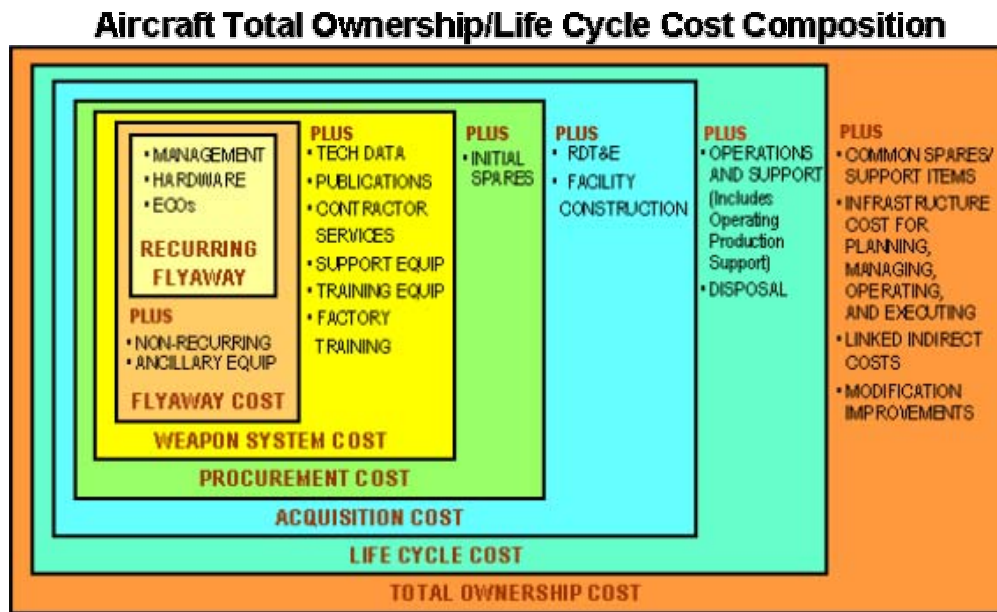 Aircraft Total Ownership/Life Cycle Cost Composition
• MANAGEMENT
• HARDWARE
• ECOs
RECURRING
FLYAWAY
PLUS
• NON-RECURRING
• ANCILLARY EQUIP
FLYAWAY COST
PLUS
• TECH DATA
• PUBLICATIONS
• CONTRACTOR
SERVICES
• SUPPORT EQUIP
• TRAINING EQUIP
• FACTORY
TRAINING
WEAPON SYSTEM COST
PLUS
• INITIAL
SPARES
PROCUREMENT COST
PLUS
• RDT&E
• FACILITY
CONSTRUCTION
ACQUISITION COST
PLUS
• OPERATIONS
AND SUPPORT
(Includes
Operating
Production
Support)
• DISPOSAL
LIFE CYCLE COST
PLUS
• COMMON SPARES/
SUPPORT ITEMS
• INFRASTRUCTURE
COST FOR
PLANNING,
MANAGING,
OPERATING,
AND EXECUTING
• LINKED INDIRECT
COSTS
• MODIFICATION
IMPROVEMENTS
TOTAL OWNERSHIP COST